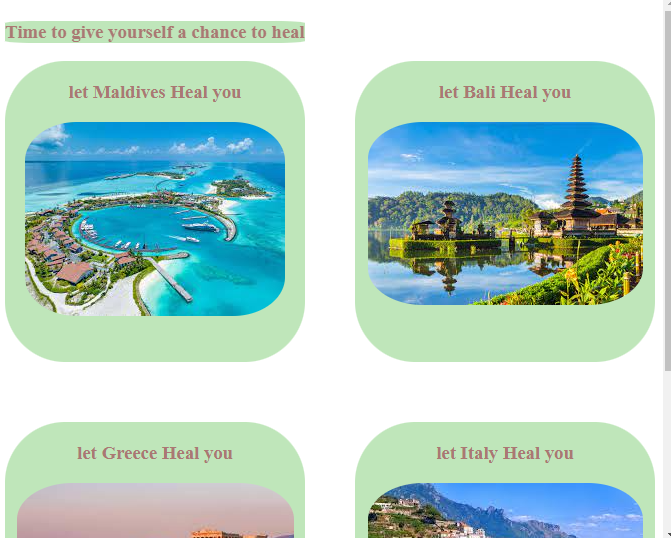 Time to give yourself a chance to heal
let Maldives Heal you
let Bali Heal you
let Greece Heal you
let Italy Heal you